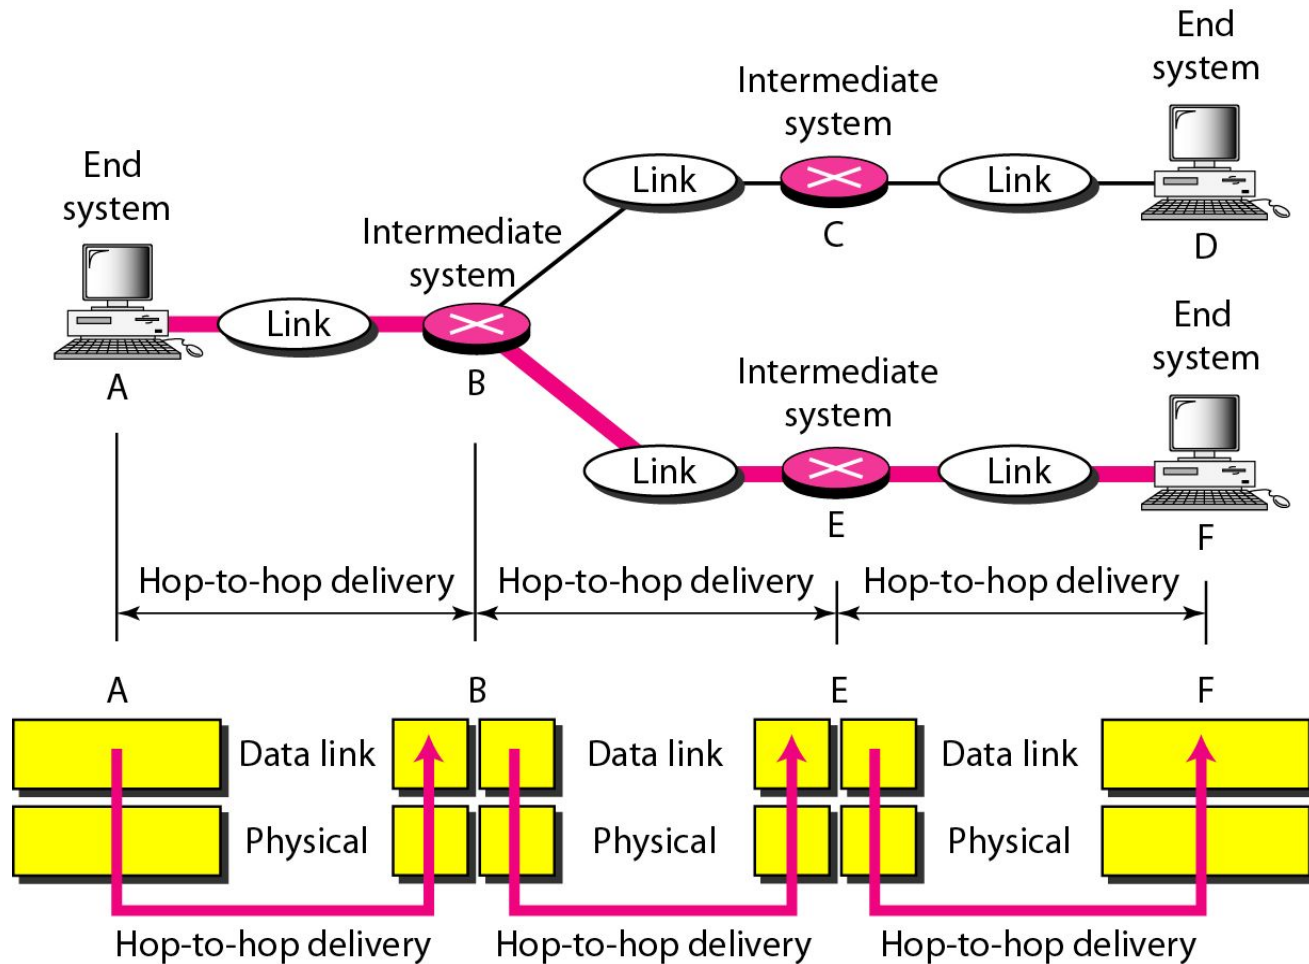 End
system
Intermediate
system
End
system
Link
Link
C
D
Intermediate
system
Link
A
B
End
system
Intermediate
system
Link
Link
E
F
Hop-to-hop delivery
Hop-to-hop delivery
Hop-to-hop delivery
A
B
E
F
Data link
Data link
Data link
Physical
Physical
Physical
Hop-to-hop delivery
Hop-to-hop delivery
Hop-to-hop delivery